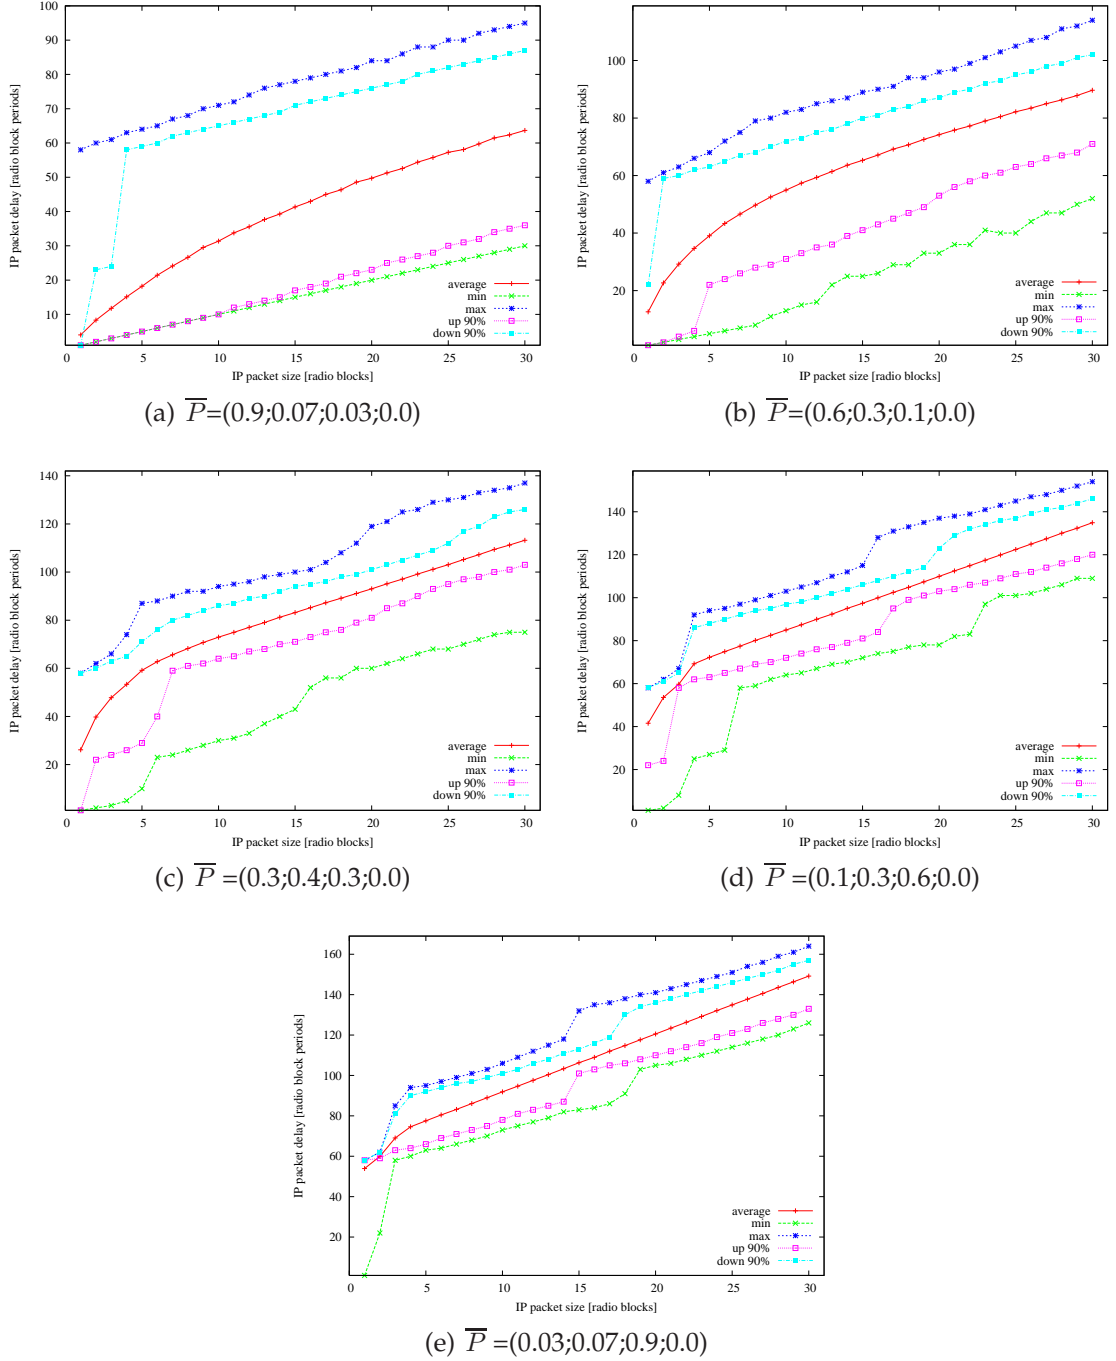 100
90
80
70
60
50
40
30
20
10
0 5 10 15 20 25 30
IP packet delay [radio block periods]
IP packet size [radio blocks]
average
min
max
up 90%
down 90%
(a) P=(0.9;0.07;0.03;0.0)
100
80
60
40
20
0 5 10 15 20 25 30
IP packet delay [radio block periods]
IP packet size [radio blocks]
average
min
max
up 90%
down 90%
(b) P=(0.6;0.3;0.1;0.0)
140
120
100
80
60
40
20
0 5 10 15 20 25 30
IP packet delay [radio block periods]
IP packet size [radio blocks]
average
min
max
up 90%
down 90%
(c) P =(0.3;0.4;0.3;0.0)
140
120
100
80
60
40
20
0 5 10 15 20 25 30
IP packet delay [radio block periods]
IP packet size [radio blocks]
average
min
max
up 90%
down 90%
(d) P =(0.1;0.3;0.6;0.0)
160
140
120
100
80
60
40
20
0 5 10 15 20 25 30
IP packet delay [radio block periods]
IP packet size [radio blocks]
average
min
max
up 90%
down 90%
(e) P =(0.03;0.07;0.9;0.0)